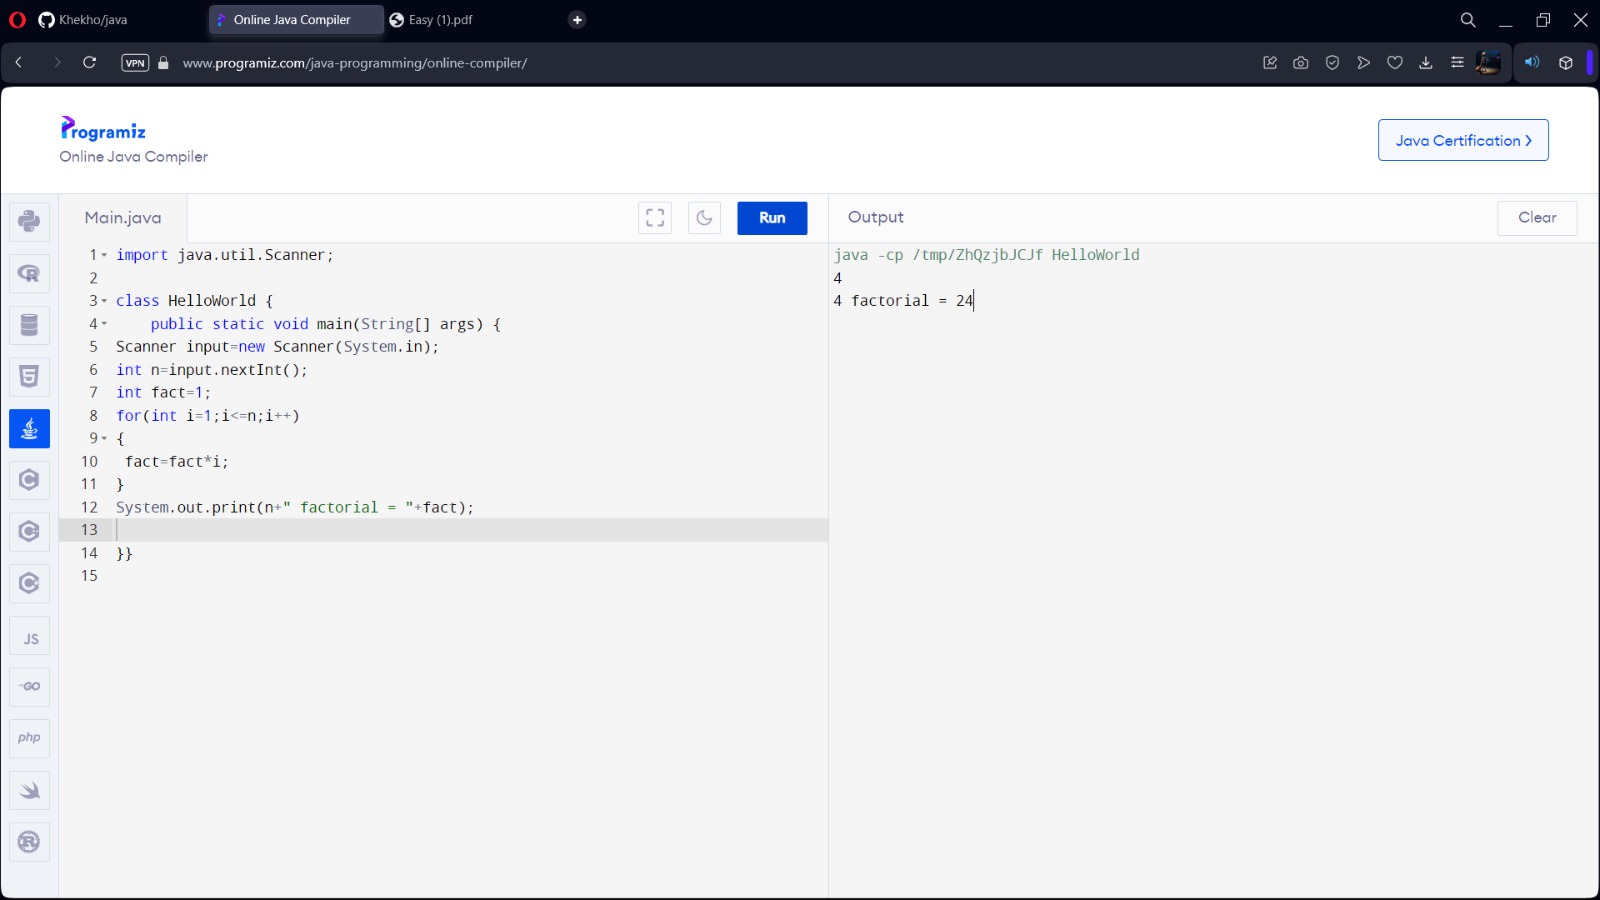 Khekho/java
Online Java Compiler
Easy (1).pdf
VPN
www.programiz.com/java-programming/online-compiler/
Programiz
Online Java Compiler
Java Certification
Main.java
Run
Output
Clear
1 import java.util.Scanner;
2
3 class HelloWorld {
4     public static void main(String[] args) {
5 Scanner input=new Scanner(System.in);
6 int n=input.nextInt();
7 int fact=1;
8 for(int i=1;i<=n;i++)
9 {
10  fact=fact*i;
11 }
12 System.out.print(n+" factorial = "+fact);
13
14 }}
15
java -cp /tmp/ZhQzjbJCJf HelloWorld
4
4 factorial = 24
R
5
C
C
C
JS
GO
php
R